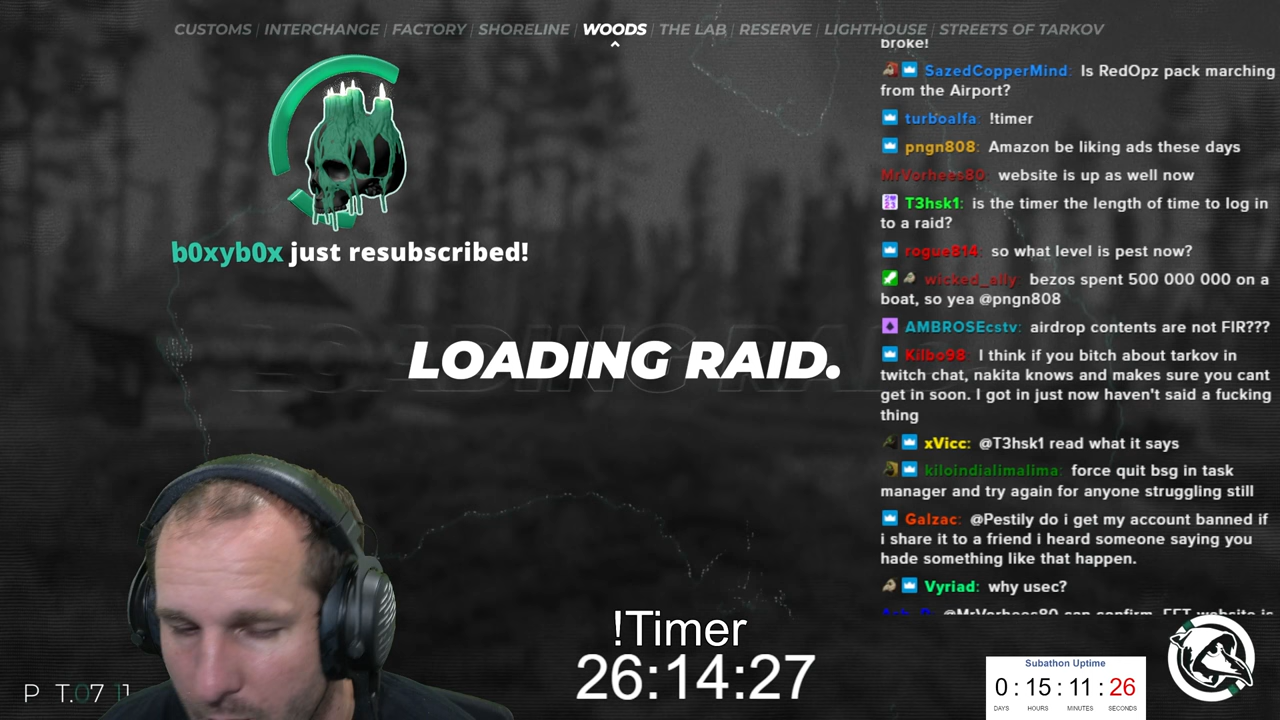 CUSTOMS | INTERCHANGE | FACTORY | SHORELINE | WOODS | THE LAB | RESERVE | LIGHTHOUSE | STREETS OF TARKOV
b0xyb0x just resubscribed!
LOADING RAID.
broke!
SazedCopperMind: Is RedOpz pack marching
from the Airport?
turboalfa: !timer
pngn808: Amazon be liking ads these days
MrVorhees80: website is up as well now
T3hsk1: is the timer the length of time to log in
to a raid?
rogue814: so what level is pest now?
wicked_ally: bezos spent 500 000 000 on a
boat, so yea @pngn808
AMBROSEcstv: airdrop contents are not FIR???
Kilbo98: I think if you bitch about tarkov in
twitch chat, nakita knows and makes sure you cant
get in soon. I got in just now haven't said a fucking
thing
xVicc: @T3hsk1 read what it says
kiloindialimalima: force quit bsg in task
manager and try again for anyone struggling still
Galzac: @Pestily do i get my account banned if
i share it to a friend i heard someone saying you
hade something like that happen.
Vyriad: why usec?
@MrVorhees80 can confirm, EFT website is
!Timer
26:14:27
Subathon Uptime
0 : 15 : 11 : 26
DAYS HOURS MINUTES SECONDS